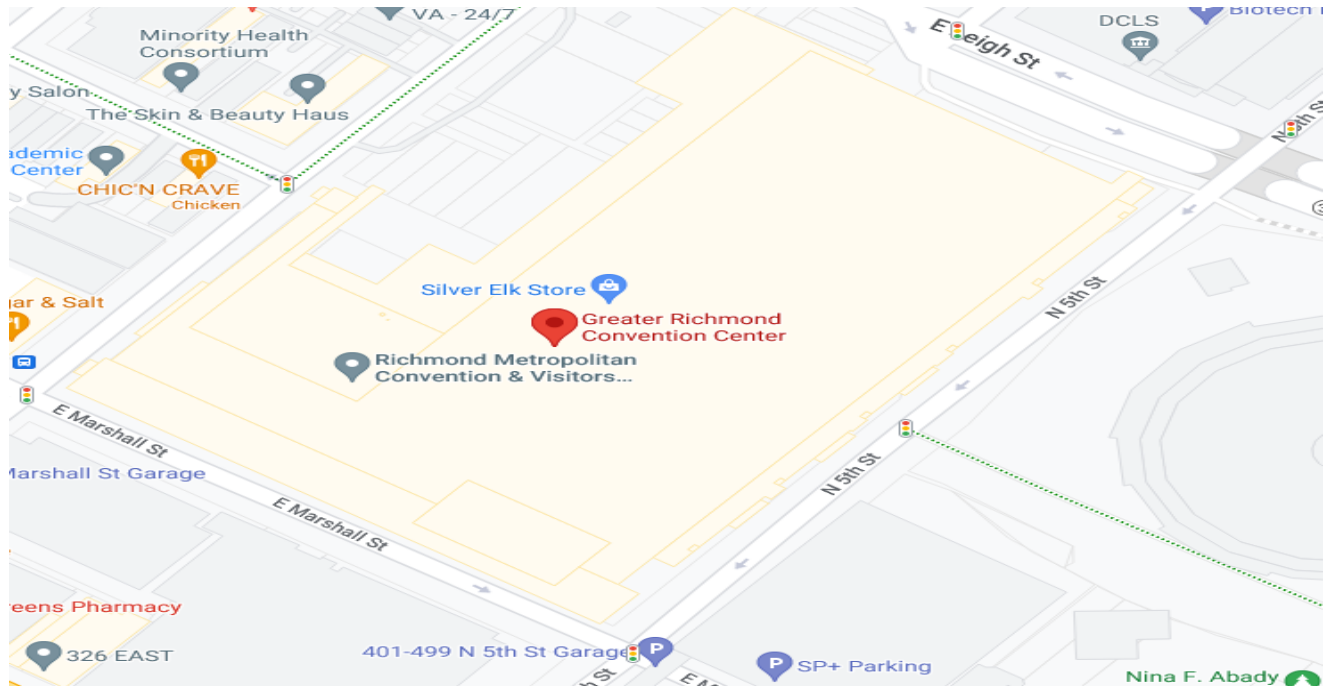 VA - 24/7
Biotech
DCLS
E Leigh St
Minority Health
Consortium
y Salon
The Skin & Beauty Haus
N 5th St
ademic
Center
CHIC'N CRAVE
Chicken
Silver Elk Store
N 5th St
ar & Salt
Greater Richmond
Convention Center
Richmond Metropolitan
Convention & Visitors...
E Marshall St
Marshall St Garage
N 5th St
E Marshall St
eens Pharmacy
326 EAST
401-499 N 5th St Garage
P
P
SP+ Parking
Nina F. Abady